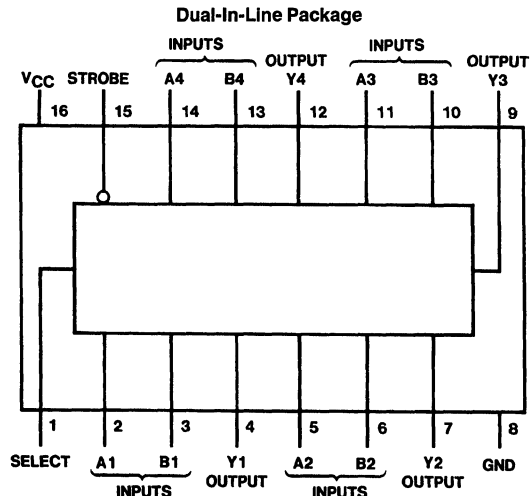 Dual-In-Line Package
INPUTS INPUTS
OUTPUT OUTPUT
VCC STROBE A4 B4 Y4 A3 B3 Y3
16 15 14 13 12 11 10 9
1 2 3 4 5 6 7 8
SELECT A1 B1 Y1 A2 B2 Y2 GND
OUTPUT OUTPUT
INPUTS INPUTS